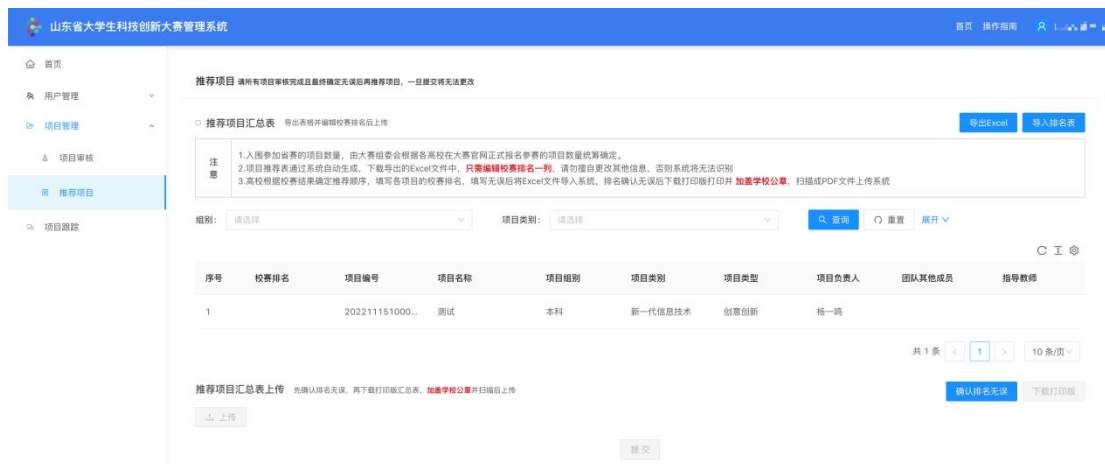 山东省大学生科技创新大赛管理系统
首页 操作指南
首页
用户管理
项目管理
项目审核
推荐项目
项目跟踪
推荐项目 请所有项目审核完成且最终确定无误后再推荐项目，一旦提交将无法更改
推荐项目汇总表 导出表格并编辑校赛排名后上传
导出Excel 导入排名表
注意
1.入围参加省赛的项目数量，由大赛组委会根据各高校在大赛官网正式报名参赛的项目数量统筹确定。
2.项目推荐表通过系统自动生成，下载导出的Excel文件中，只需编辑校赛排名一列，请勿擅自更改其他信息，否则系统将无法识别
3.高校根据校赛结果确定推荐顺序，填写各项目的校赛排名，填写无误后将Excel文件导入系统，排名确认无误后下载打印版打印并 加盖学校公章，扫描成PDF文件上传系统
组别： 请选择 项目类别： 请选择 查询 重置 展开
序号 校赛排名 项目编号 项目名称 项目组别 项目类别 项目类型 项目负责人 团队其他成员 指导教师
1 202211151000... 测试 本科 新一代信息技术 创意创新 杨一鸣
共 1 条 < 1 > 10 条/页
推荐项目汇总表上传 先确认排名无误，再下载打印版汇总表，加盖学校公章并扫描后上传
确认排名无误 下载打印版
上传
提交